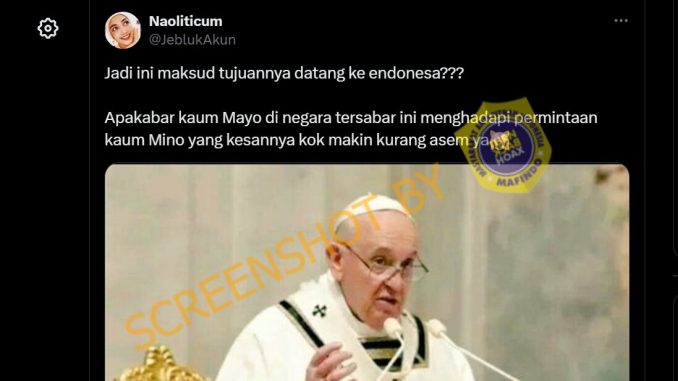 Naoliticum
@JeblukAkun
Jadi ini maksud tujuannya datang ke endonesa???
Apakabar kaum Mayo di negara tersabar ini menghadapi permintaan
kaum Mino yang kesannya kok makin kurang asem ya
SCREENSHOT BY
HOAX
MAFINDO